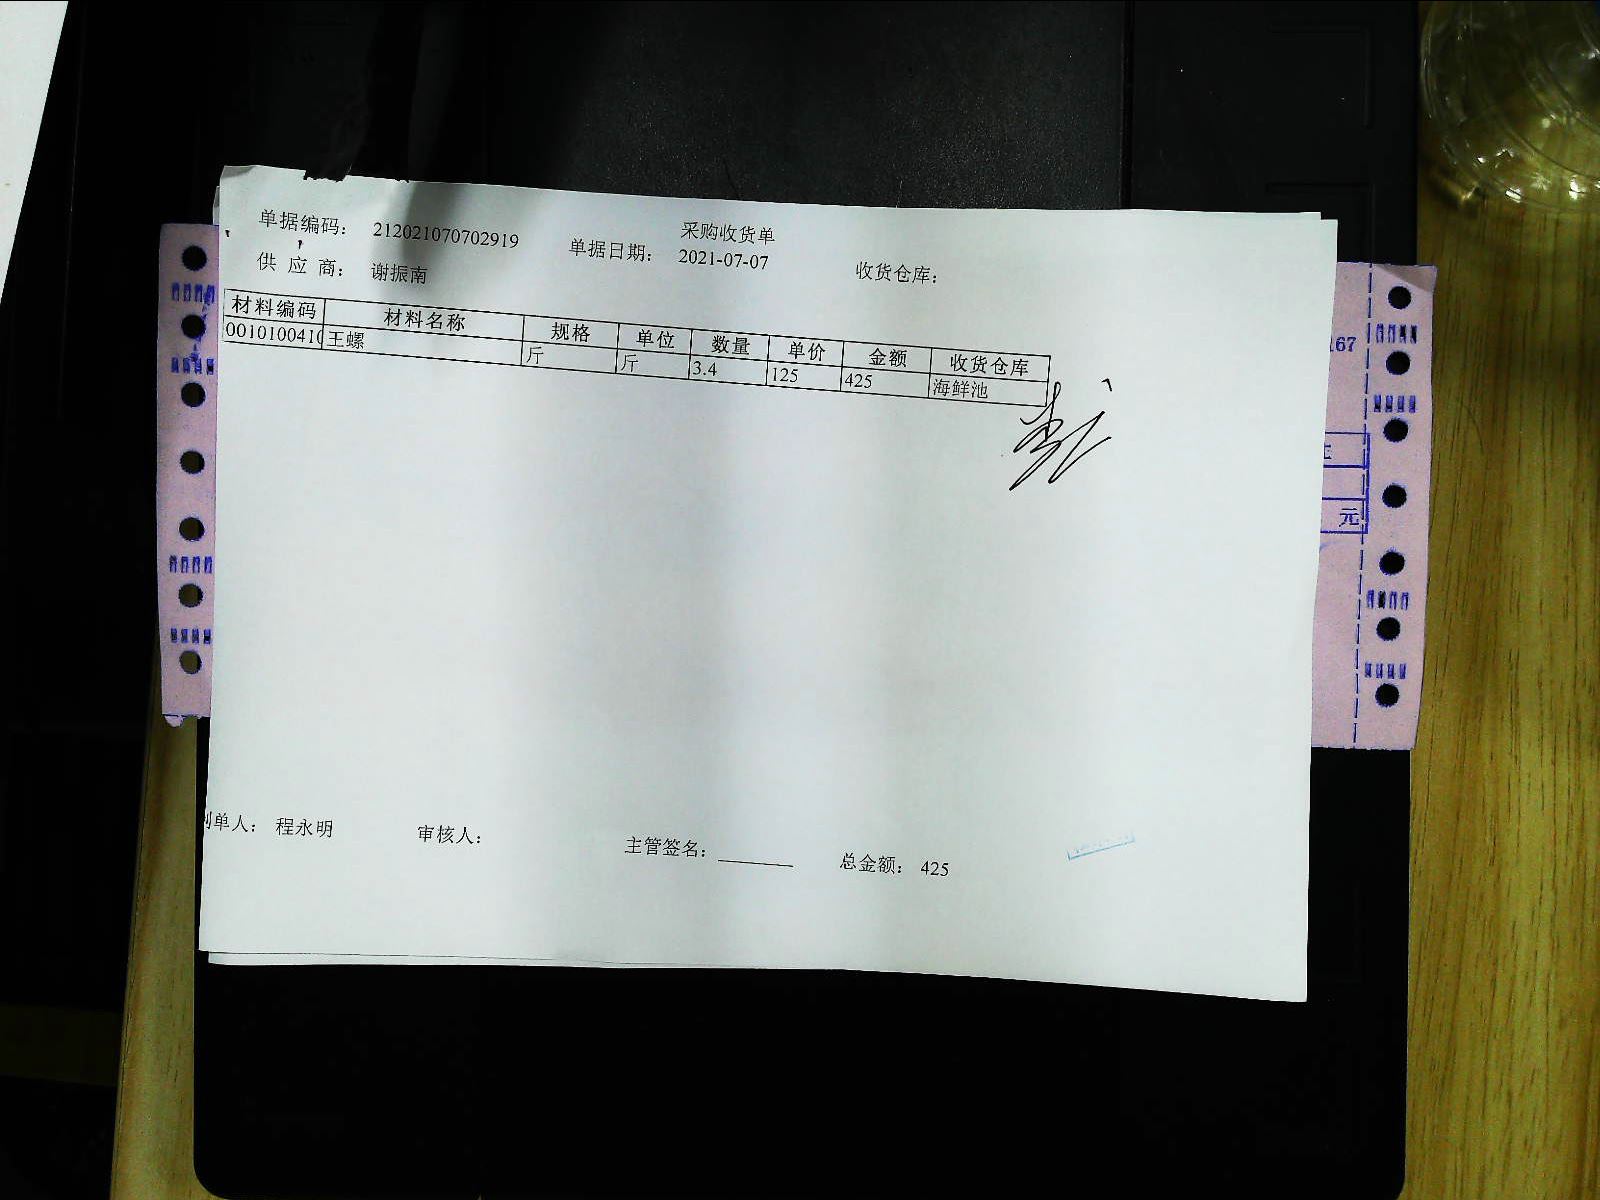 采购收货单
单据编码： 212021070702919 单据日期： 2021-07-07 收货仓库：
供 应 商： 谢振南
材料编码 材料名称 规格 单位 数量 单价 金额 收货仓库
0010100410 王螺 斤 斤 3.4 125 425 海鲜池
制单人： 程永明 审核人： 主管签名： 总金额： 425
167
元